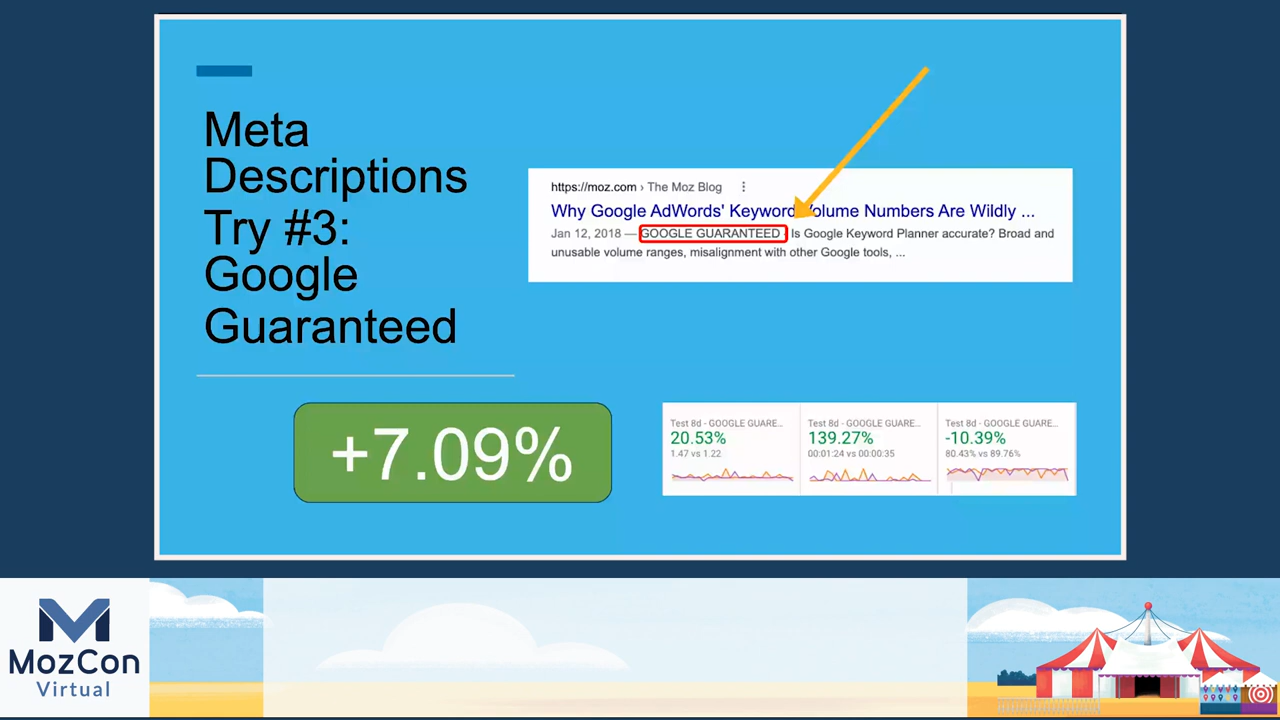 Meta
Descriptions
Try #3:
Google
Guaranteed
https://moz.com › The Moz Blog
Why Google AdWords' Keyword Volume Numbers Are Wildly ...
Jan 12, 2018 — GOOGLE GUARANTEED · Is Google Keyword Planner accurate? Broad and
unusable volume ranges, misalignment with other Google tools, ...
+7.09%
Test 8d - GOOGLE GUARE...
20.53%
1.47 vs 1.22
Test 8d - GOOGLE GUARE...
139.27%
00:01:24 vs 00:00:35
Test 8d - GOOGLE GUARE...
-10.39%
80.43% vs 89.76%
MozCon
Virtual